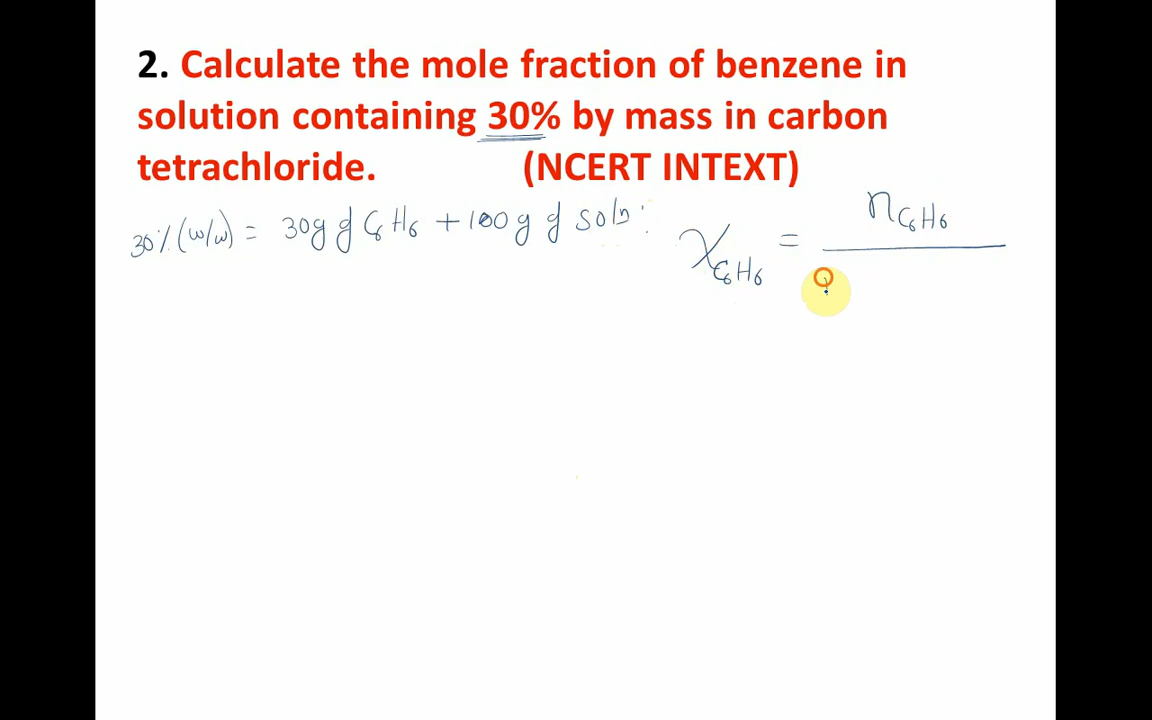 2. Calculate the mole fraction of benzene in
solution containing 30% by mass in carbon
tetrachloride. (NCERT INTEXT)
30% (w/w) = 30g of C6H6 + 100g of soln.
χC6H6 = nC6H6